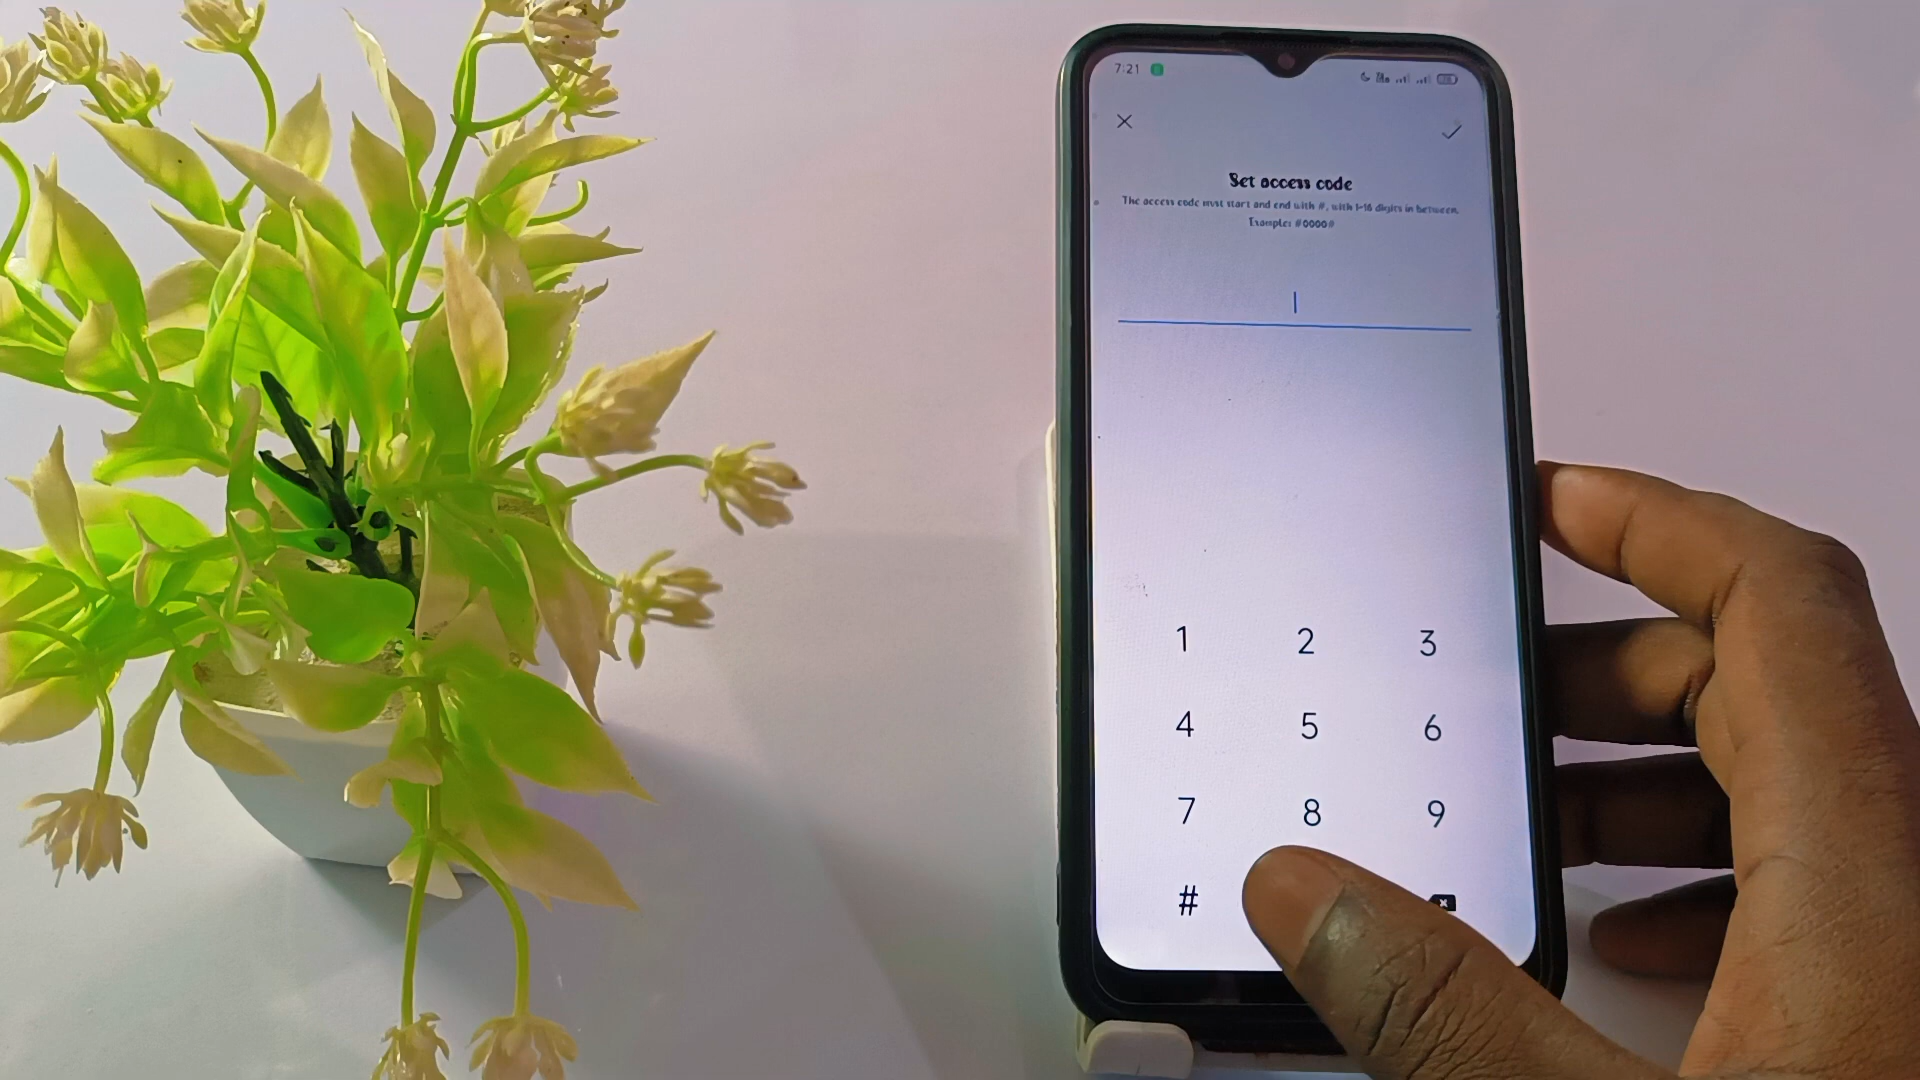 7:21
Set access code
The access code must start and end with #, with 1-16 digits in between.
Example: #0000#
1 2 3
4 5 6
7 8 9
#